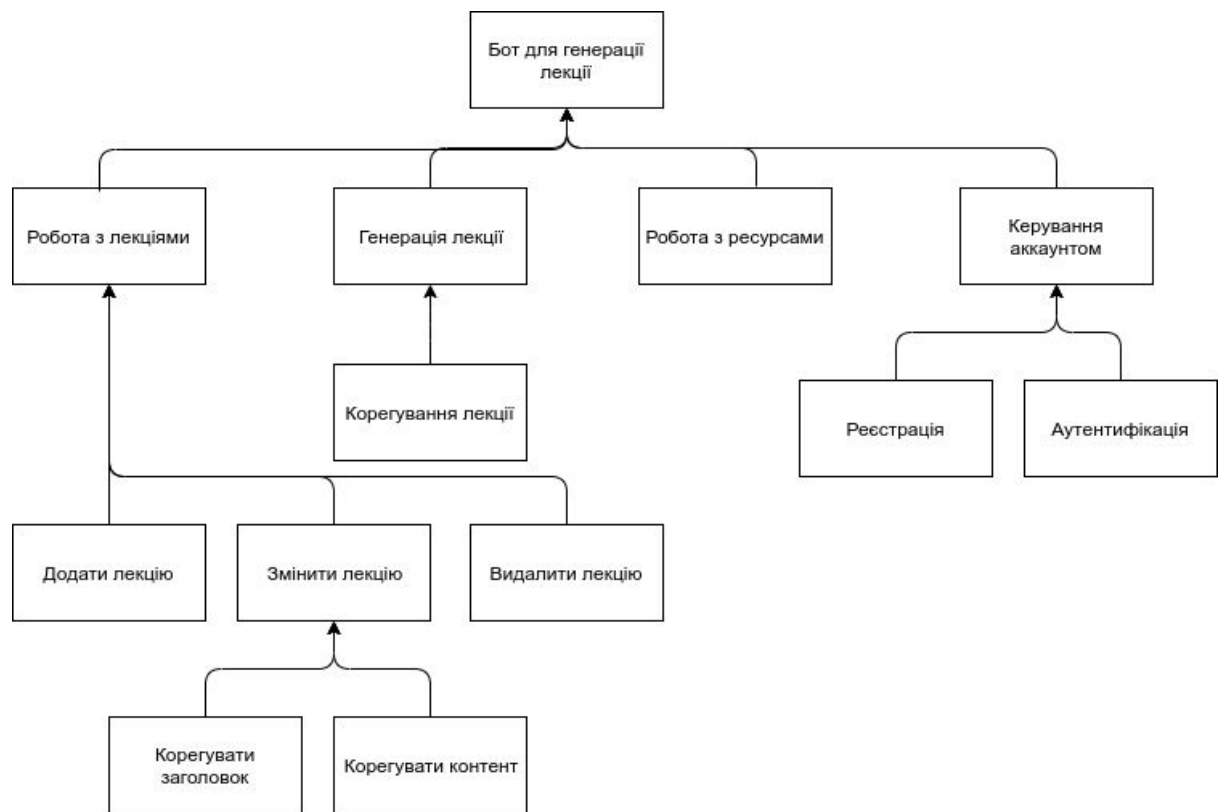 Бот для генерації
лекції
Робота з лекціями
Генерація лекції
Робота з ресурсами
Керування
аккаунтом
Корегування лекції
Реєстрація
Аутентифікація
Додати лекцію
Змінити лекцію
Видалити лекцію
Корегувати
заголовок
Корегувати контент